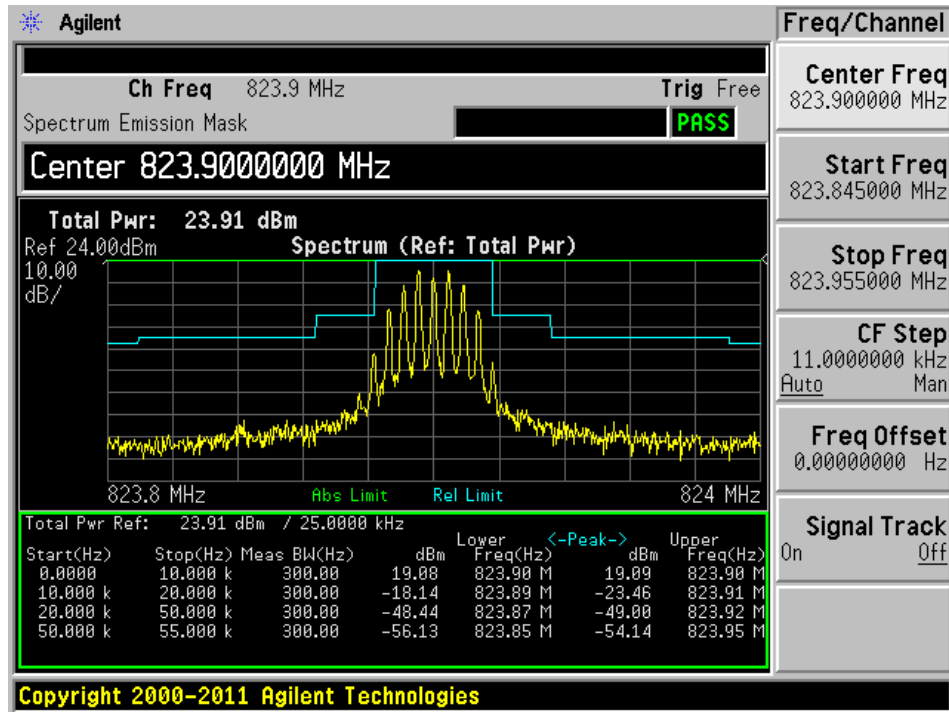 Agilent
Freq/Channel
Ch Freq 823.9 MHz Trig Free
Spectrum Emission Mask PASS
Center 823.9000000 MHz
Total Pwr: 23.91 dBm
Ref 24.00dBm Spectrum (Ref: Total Pwr)
10.00
dB/
823.8 MHz Abs Limit Rel Limit 824 MHz
Total Pwr Ref: 23.91 dBm / 25.0000 kHz
Lower <-Peak-> Upper
Start(Hz) Stop(Hz) Meas BW(Hz) dBm Freq(Hz) dBm Freq(Hz)
0.0000 10.000 k 300.00 19.08 823.90 M 19.09 823.90 M
10.000 k 20.000 k 300.00 -18.14 823.89 M -23.46 823.91 M
20.000 k 50.000 k 300.00 -48.44 823.87 M -49.00 823.92 M
50.000 k 55.000 k 300.00 -56.13 823.85 M -54.14 823.95 M
Center Freq
823.900000 MHz
Start Freq
823.845000 MHz
Stop Freq
823.955000 MHz
CF Step
11.0000000 kHz
Auto Man
Freq Offset
0.00000000 Hz
Signal Track
On Off
Copyright 2000-2011 Agilent Technologies